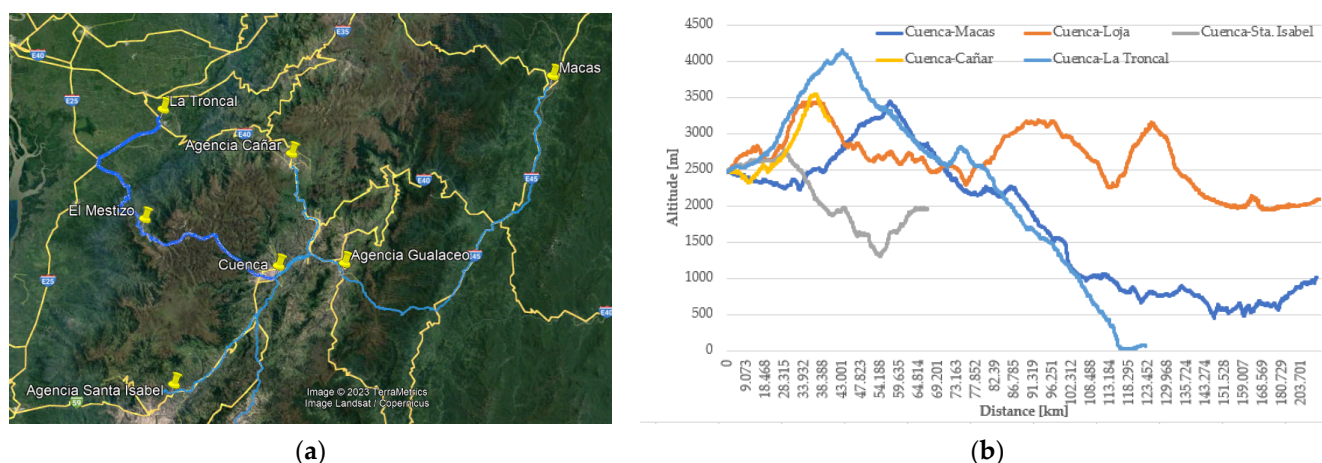 E40
E35
E25
Macas
La Troncal
E40
Agencia Cañar
E45
E40
El Mestizo
Cuenca
Agencia Gualaceo
E45
E25
E40
Agencia Santa Isabel
59
Image © 2023 TerraMetrics
Image Landsat / Copernicus
(a)
4500
4000
3500
3000
2500
2000
1500
1000
500
0
Altitude [m]
Cuenca-Macas
Cuenca-Loja
Cuenca-Sta. Isabel
Cuenca-Cañar
Cuenca-La Troncal
0
9.073
18.468
28.315
33.932
38.388
43.001
47.823
54.188
59.635
64.814
69.201
73.163
77.852
82.39
86.785
91.319
96.251
102.312
108.488
113.184
118.295
123.452
129.968
135.724
143.774
151.528
159.007
168.569
180.729
203.701
Distance [km]
(b)